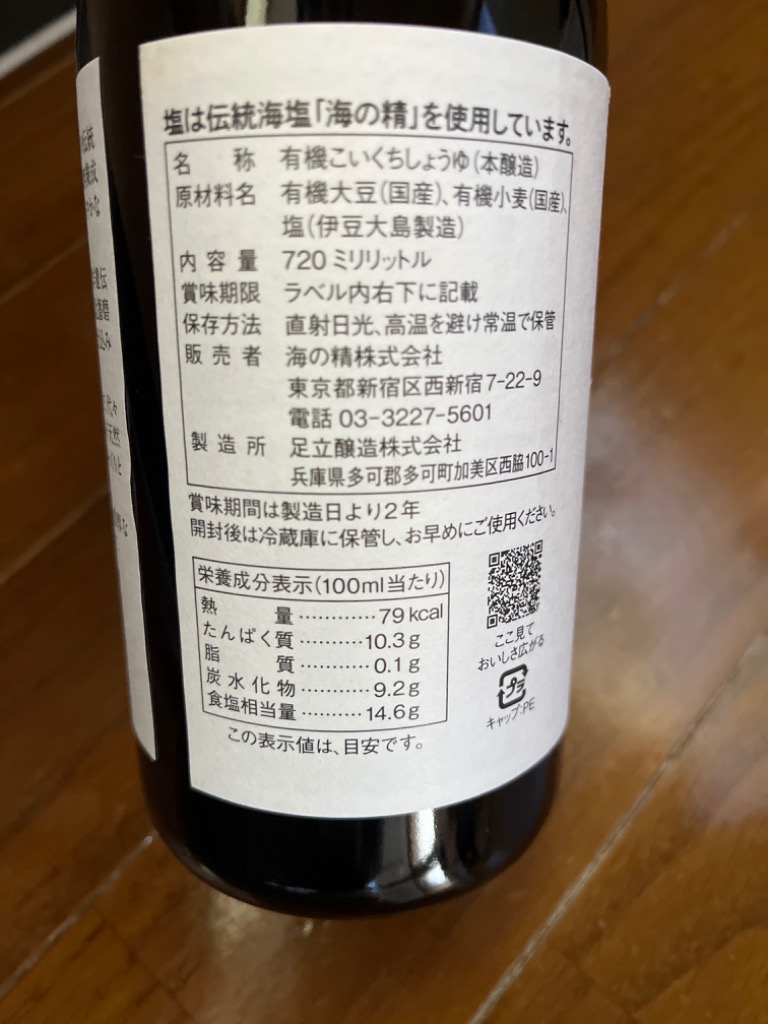 塩は伝統海塩「海の精」を使用しています。
名称 有機こいくちしょうゆ(本醸造)
原材料名 有機大豆(国産)、有機小麦(国産)、
塩(伊豆大島製造)
内容量 720ミリリットル
賞味期限 ラベル内右下に記載
保存方法 直射日光、高温を避け常温で保管
販売者 海の精株式会社
東京都新宿区西新宿7-22-9
電話 03-3227-5601
製造所 足立醸造株式会社
兵庫県多可郡多可町加美区西脇100-1
賞味期間は製造日より2年
開封後は冷蔵庫に保管し、お早めにご使用ください。
栄養成分表示(100ml当たり)
熱量…………79kcal
たんぱく質…………10.3g
脂質…………0.1g
炭水化物…………9.2g
食塩相当量…………14.6g
この表示値は、目安です。
ここ見て
おいしさ広がる
プラ
キャップ:PE